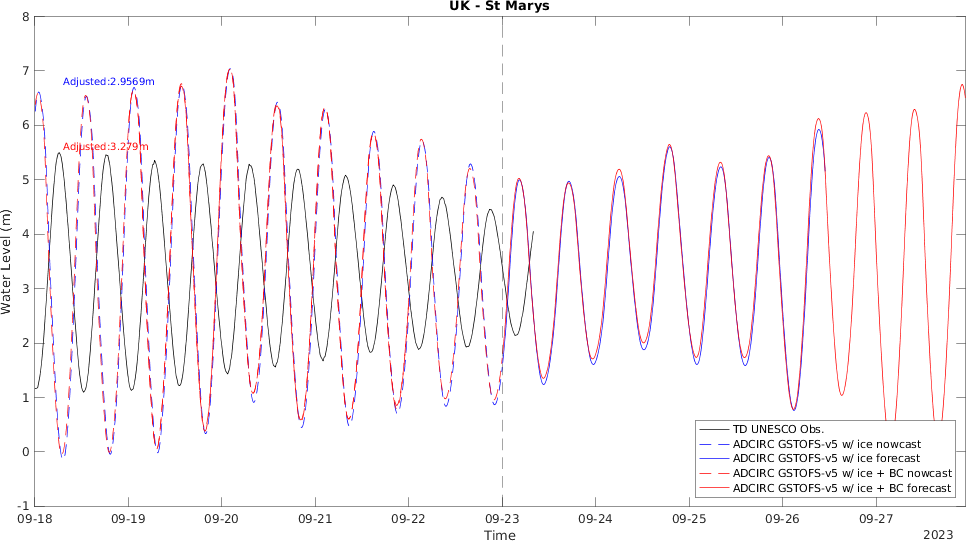 UK - St Marys
8
7
6
5
4
3
2
1
0
-1
Water Level (m)
Adjusted:2.9569m
Adjusted:3.279m
TD UNESCO Obs.
ADCIRC GSTOFS-v5 w/ ice nowcast
ADCIRC GSTOFS-v5 w/ ice forecast
ADCIRC GSTOFS-v5 w/ ice + BC nowcast
ADCIRC GSTOFS-v5 w/ ice + BC forecast
09-18 09-19 09-20 09-21 09-22 09-23 09-24 09-25 09-26 09-27
Time
2023